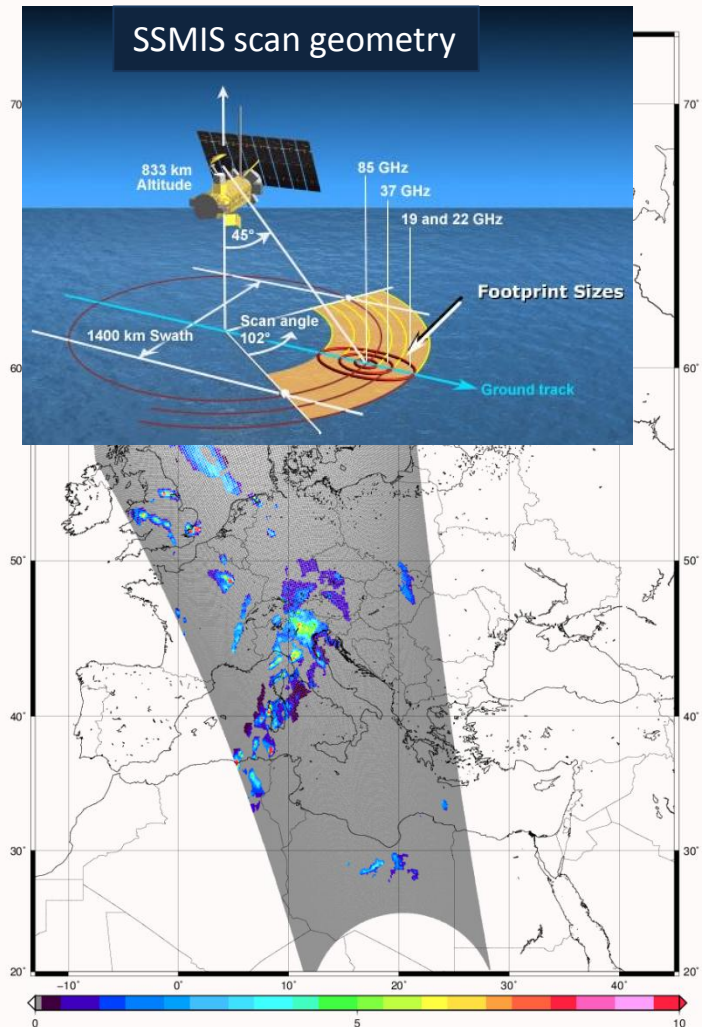 SSMIS scan geometry
70
70°
833 km
Altitude
85 GHz
37 GHz
19 and 22 GHz
45°
Footprint Sizes
1400 km Swath
Scan angle
102°
Ground track
60
60°
50°
50°
40°
40°
30°
30°
20°
20°
−10°
0°
10°
20°
30°
40°
0
5
10